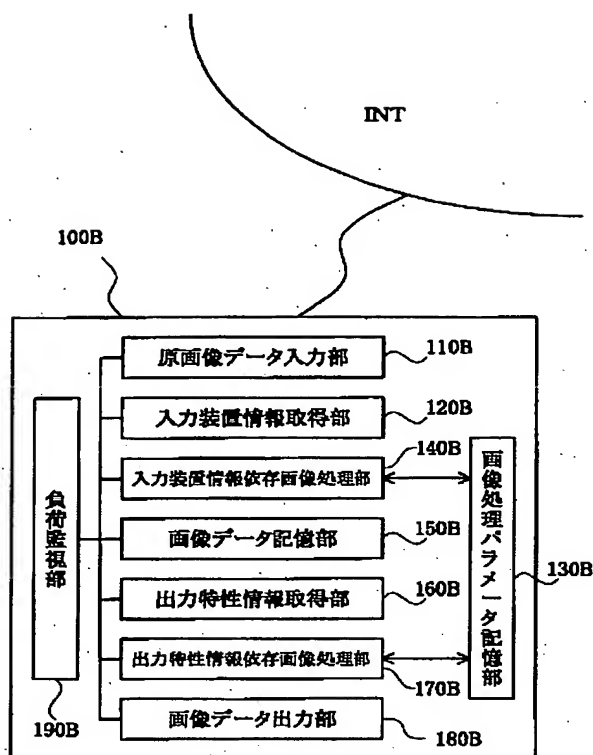 INT
100B
原画像データ入力部
110B
入力装置情報取得部
120B
入力装置情報依存画像処理部
140B
画像データ記憶部
150B
出力特性情報取得部
160B
出力特性情報依存画像処理部
170B
画像データ出力部
180B
負荷監視部
190B
画像処理パラメータ記憶部
130B